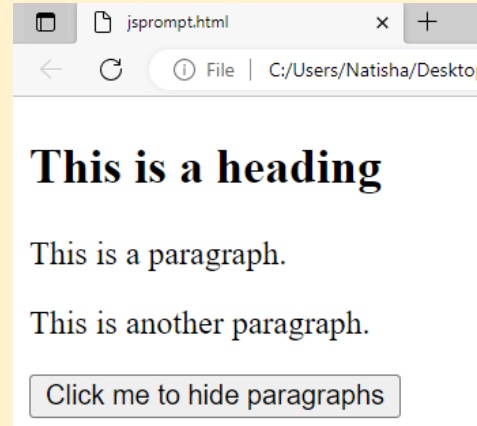 jsprompt.html
File | C:/Users/Natisha/Desktop
This is a heading
This is a paragraph.
This is another paragraph.
Click me to hide paragraphs